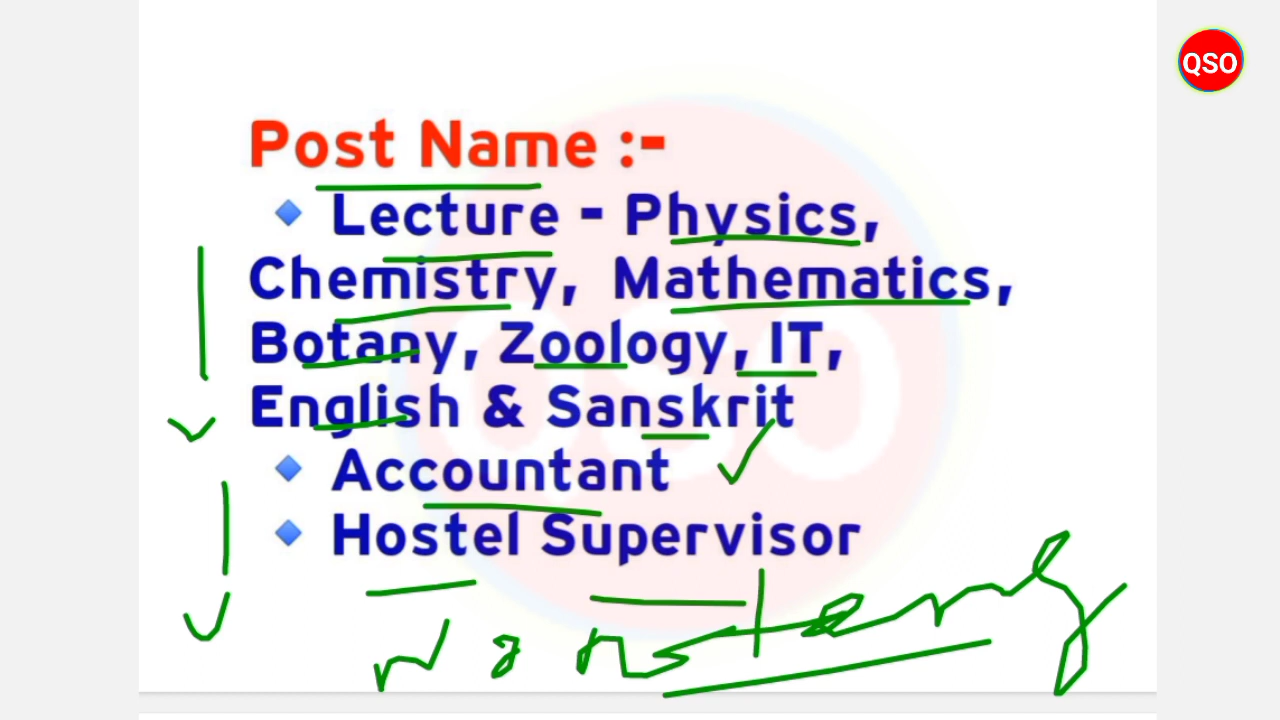 QSO
Post Name :-
Lecture - Physics,
Chemistry, Mathematics,
Botany, Zoology, IT,
English & Sanskrit
Accountant
Hostel Supervisor